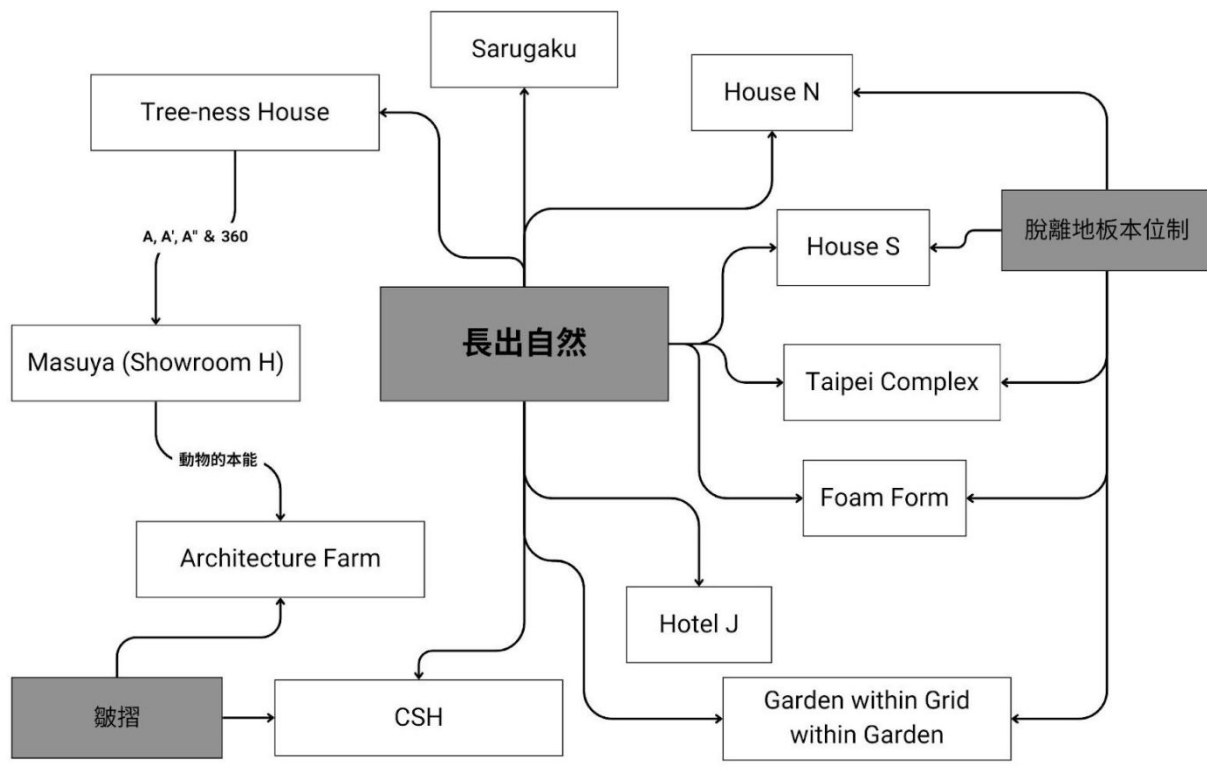 Sarugaku
Tree-ness House
House N
A, A', A" & 360
House S
脫離地板本位制
長出自然
Masuya (Showroom H)
Taipei Complex
動物的本能
Foam Form
Architecture Farm
Hotel J
皺摺
CSH
Garden within Grid
within Garden